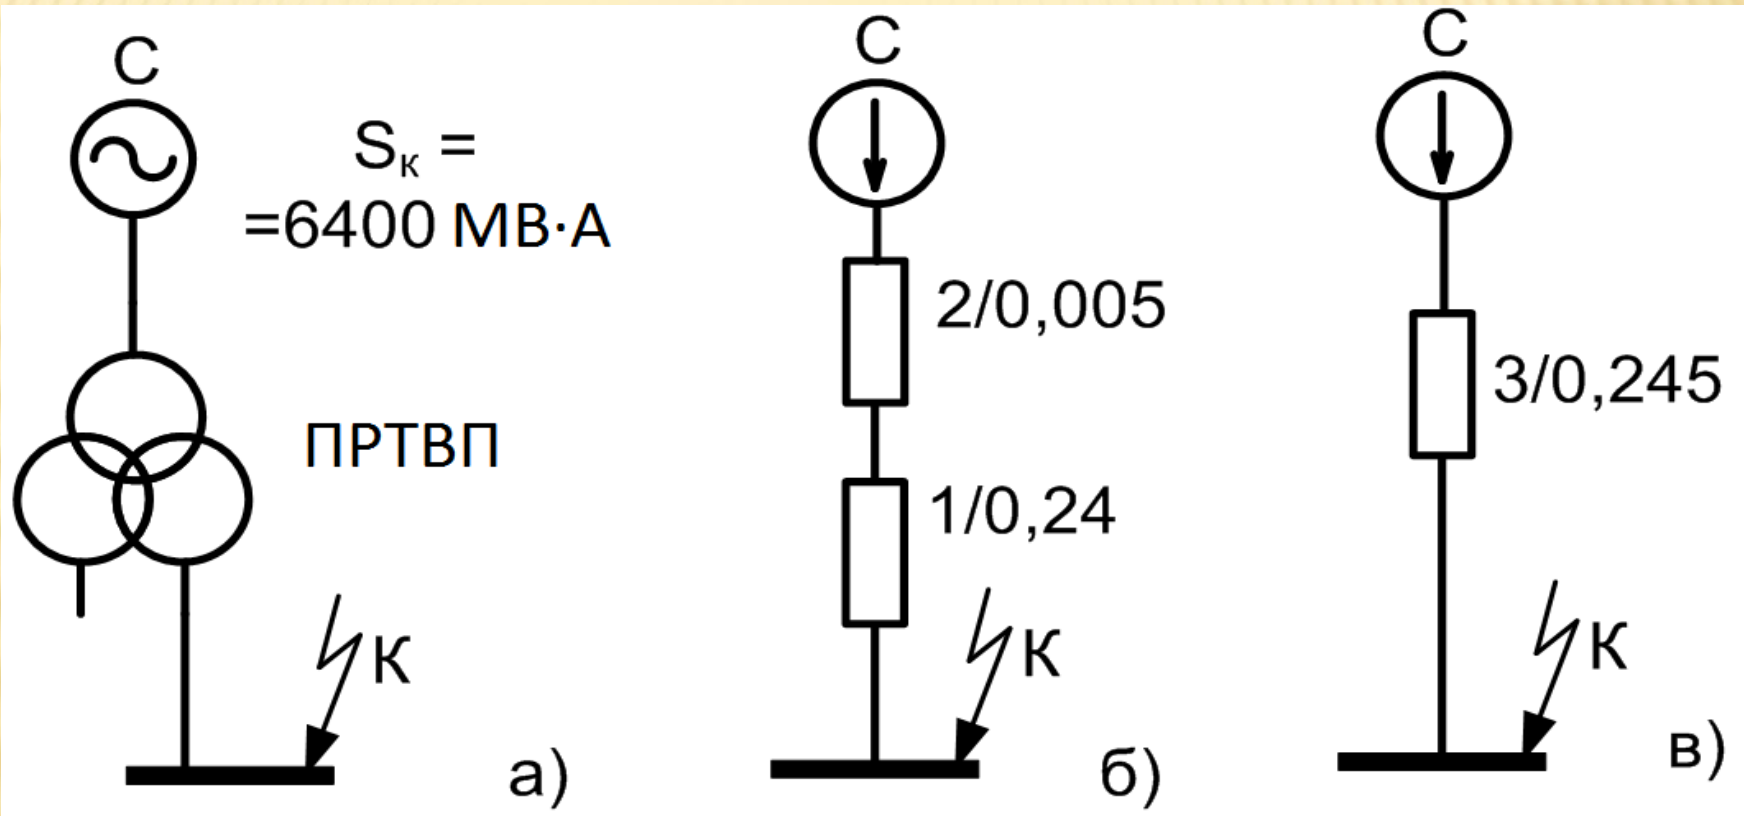 С
Sк =
=6400 МВ·А
ПРТВП
К
а)
С
2/0,005
1/0,24
К
б)
С
3/0,245
К
в)